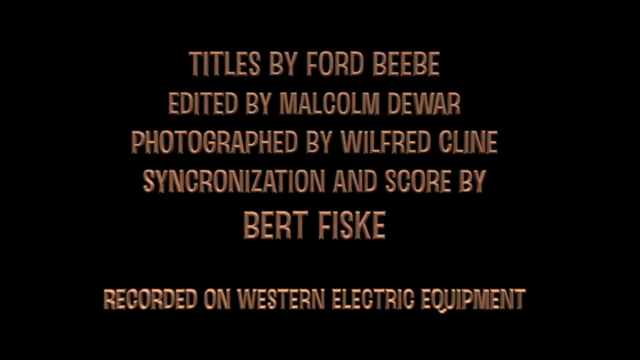 TITLES BY FORD BEEBE
EDITED BY MALCOLM DEWAR
PHOTOGRAPHED BY WILFRED CLINE
SYNCRONIZATION AND SCORE BY
BERT FISKE
RECORDED ON WESTERN ELECTRIC EQUIPMENT